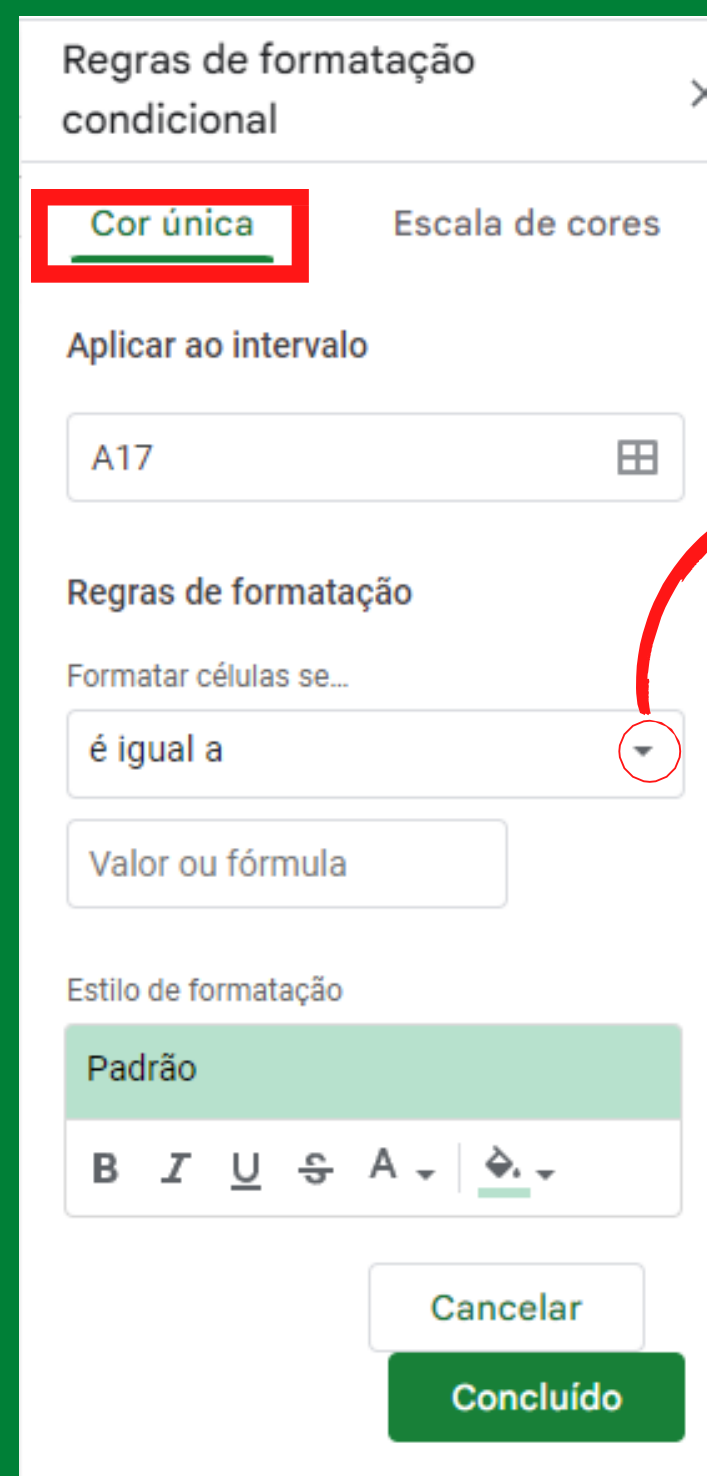 Regras de formatação
condicional
Cor única
Escala de cores
Aplicar ao intervalo
A17
Regras de formatação
Formatar células se...
é igual a
Valor ou fórmula
Estilo de formatação
Padrão
B I U S A
Cancelar
Concluído